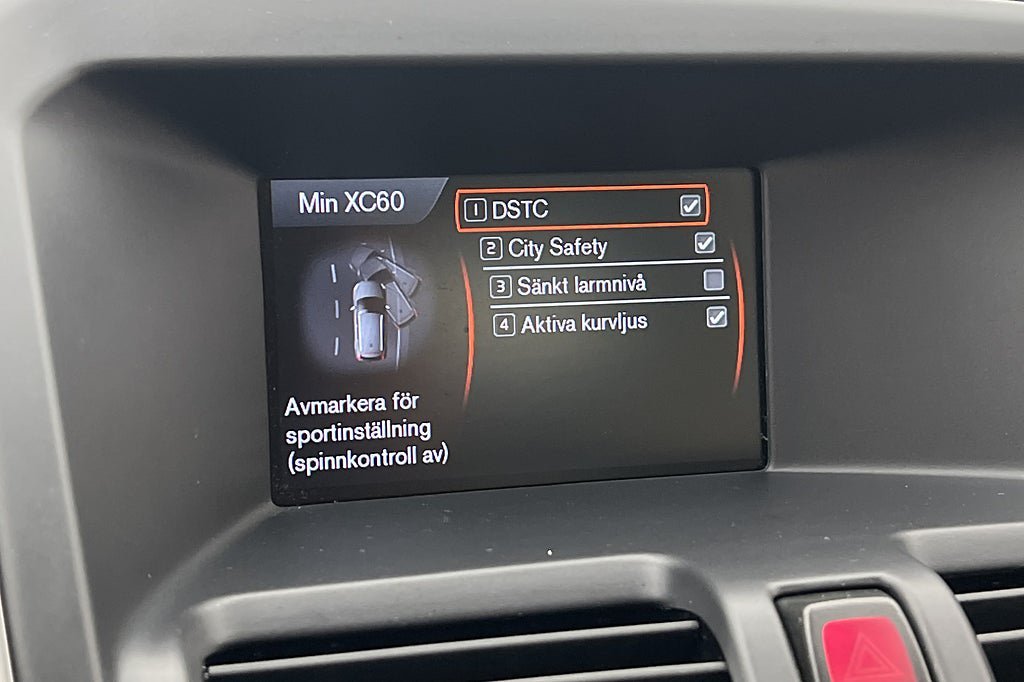 Min XC60
1 DSTC
2 City Safety
3 Sänkt larmnivå
4 Aktiva kurvljus
Avmarkera för
sportinställning
(spinnkontroll av)